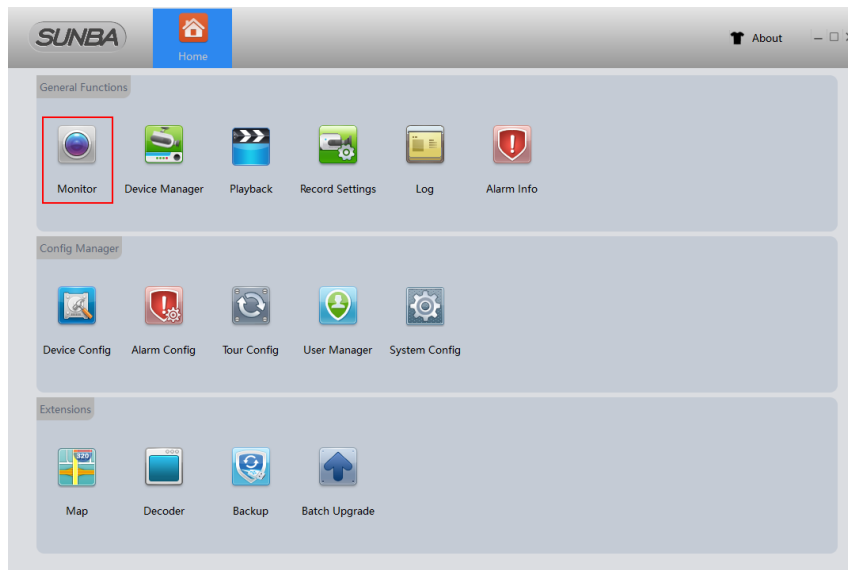 SUNBA
Home
About
General Functions
Monitor Device Manager Playback Record Settings Log Alarm Info
Config Manager
Device Config Alarm Config Tour Config User Manager System Config
Extensions
320
Map Decoder Backup Batch Upgrade